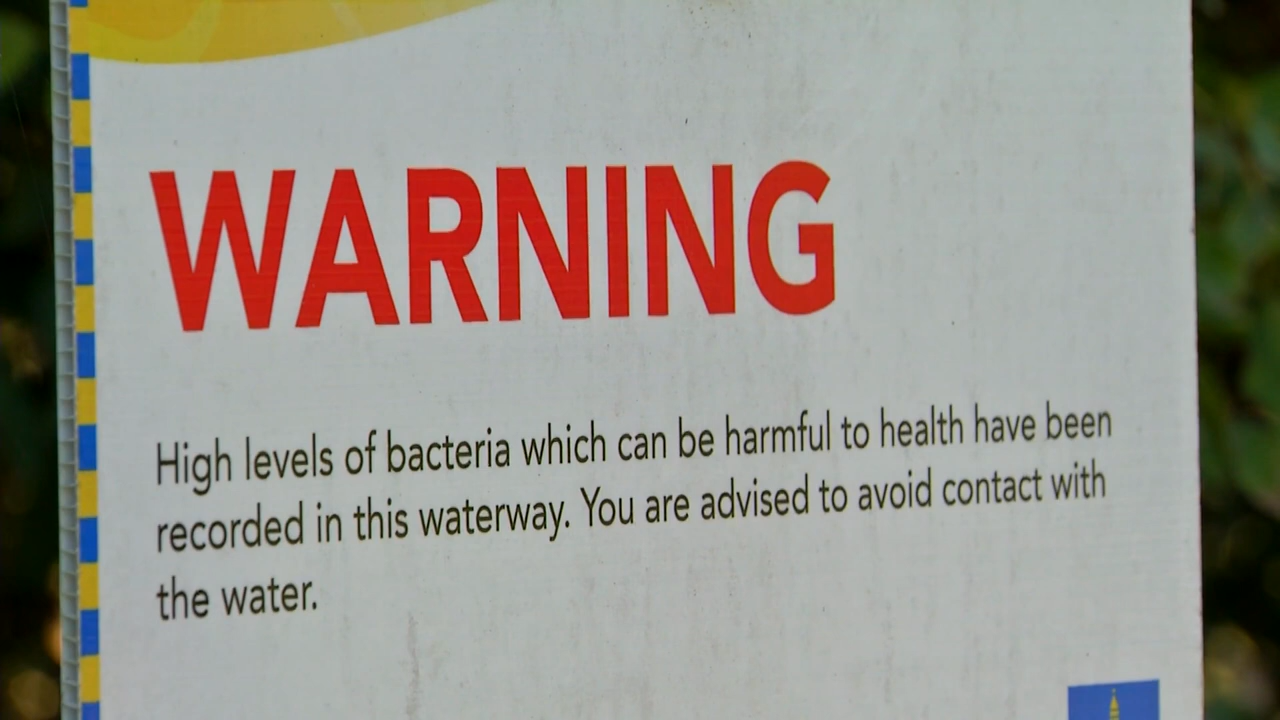 WARNING
High levels of bacteria which can be harmful to health have been
recorded in this waterway. You are advised to avoid contact with
the water.